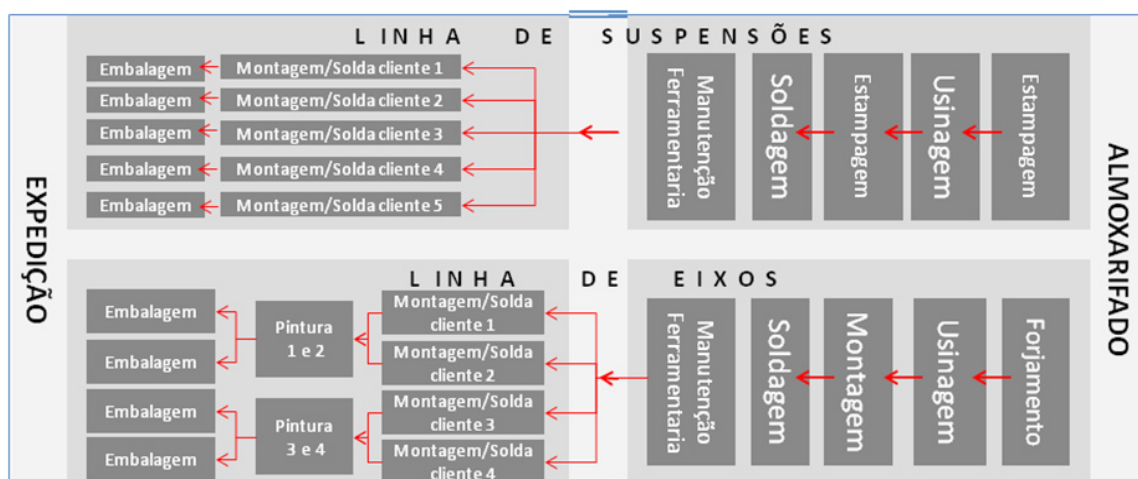 LINHA DE SUSPENSÕES
Embalagem
Montagem/Solda cliente 1
Embalagem
Montagem/Solda cliente 2
Embalagem
Montagem/Solda cliente 3
Embalagem
Montagem/Solda cliente 4
Embalagem
Montagem/Solda cliente 5
Manutenção
Ferramentaria
Soldagem
Estampagem
Usinagem
Estampagem
EXPEDIÇÃO
ALMOXARIFADO
LINHA DE EIXOS
Embalagem
Embalagem
Embalagem
Embalagem
Pintura
1 e 2
Pintura
3 e 4
Montagem/Solda
cliente 1
Montagem/Solda
cliente 2
Montagem/Solda
cliente 3
Montagem/Solda
cliente 4
Manutenção
Ferramentaria
Soldagem
Montagem
Usinagem
Forjamento